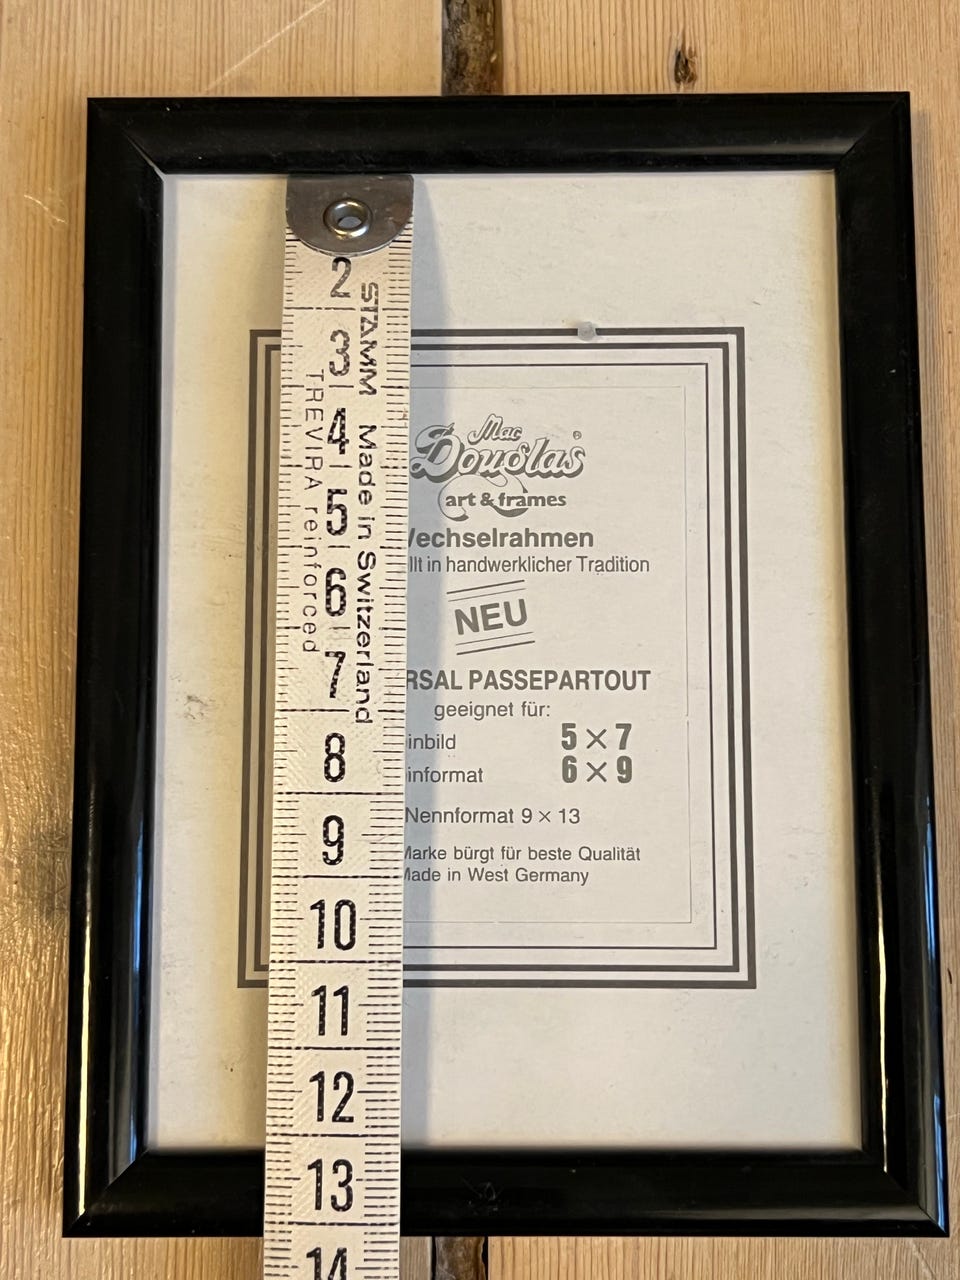 2
3
4
5
6
7
8
9
10
11
12
13
14
STAMM Made in Switzerland
TREVIRA reinforced
Mac
Douglas®
art & frames
Wechselrahmen
llt in handwerklicher Tradition
NEU
RSAL PASSEPARTOUT
geeignet für:
inbild 5 × 7
informat 6 × 9
Nennformat 9 × 13
Marke bürgt für beste Qualität
Made in West Germany